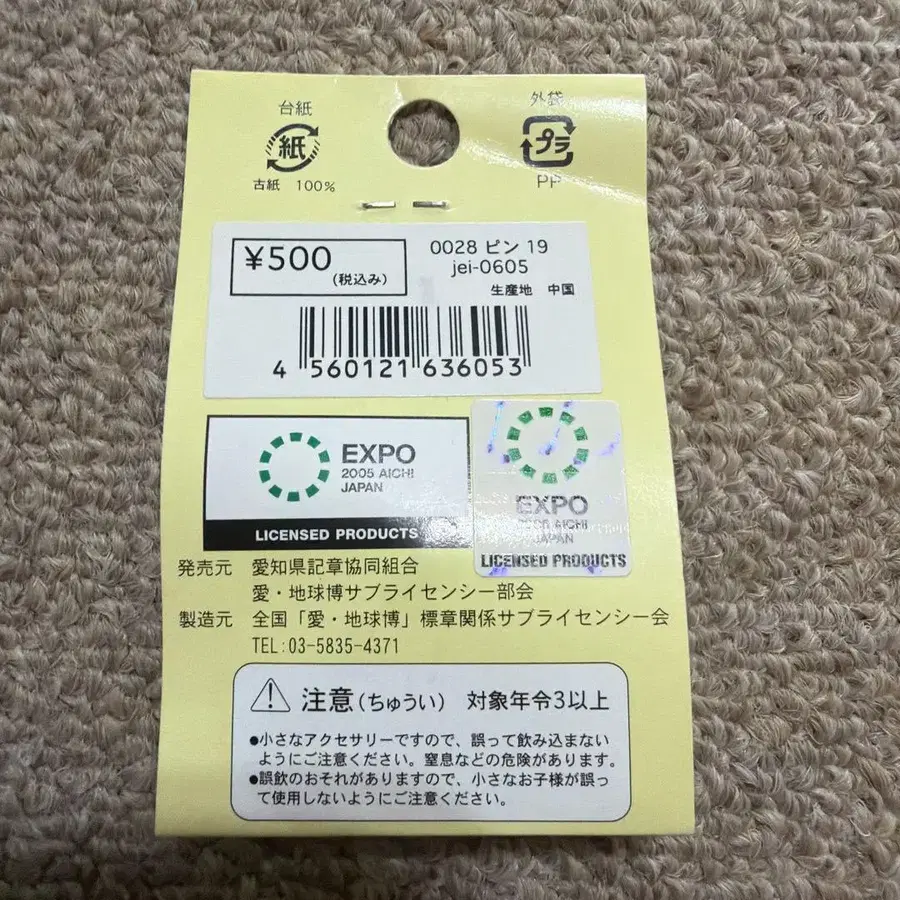 台紙
紙
古紙 100%
外袋
プラ
PP
¥500
(税込み)
0028 ピン 19
jei-0605
生産地 中国
4 560121 636053
EXPO
2005 AICHI
JAPAN
LICENSED PRODUCTS
EXPO
2005 AICHI
JAPAN
LICENSED PRODUCTS
発売元 愛知県記章協同組合
愛・地球博サブライセンシー部会
製造元 全国「愛・地球博」標章関係サブライセンシー会
TEL:03-5835-4371
注意(ちゅうい) 対象年令3以上
●小さなアクセサリーですので、誤って飲み込まない
ようにご注意ください。窒息などの危険があります。
●誤飲のおそれがありますので、小さなお子様が誤っ
て使用しないようにご注意ください。